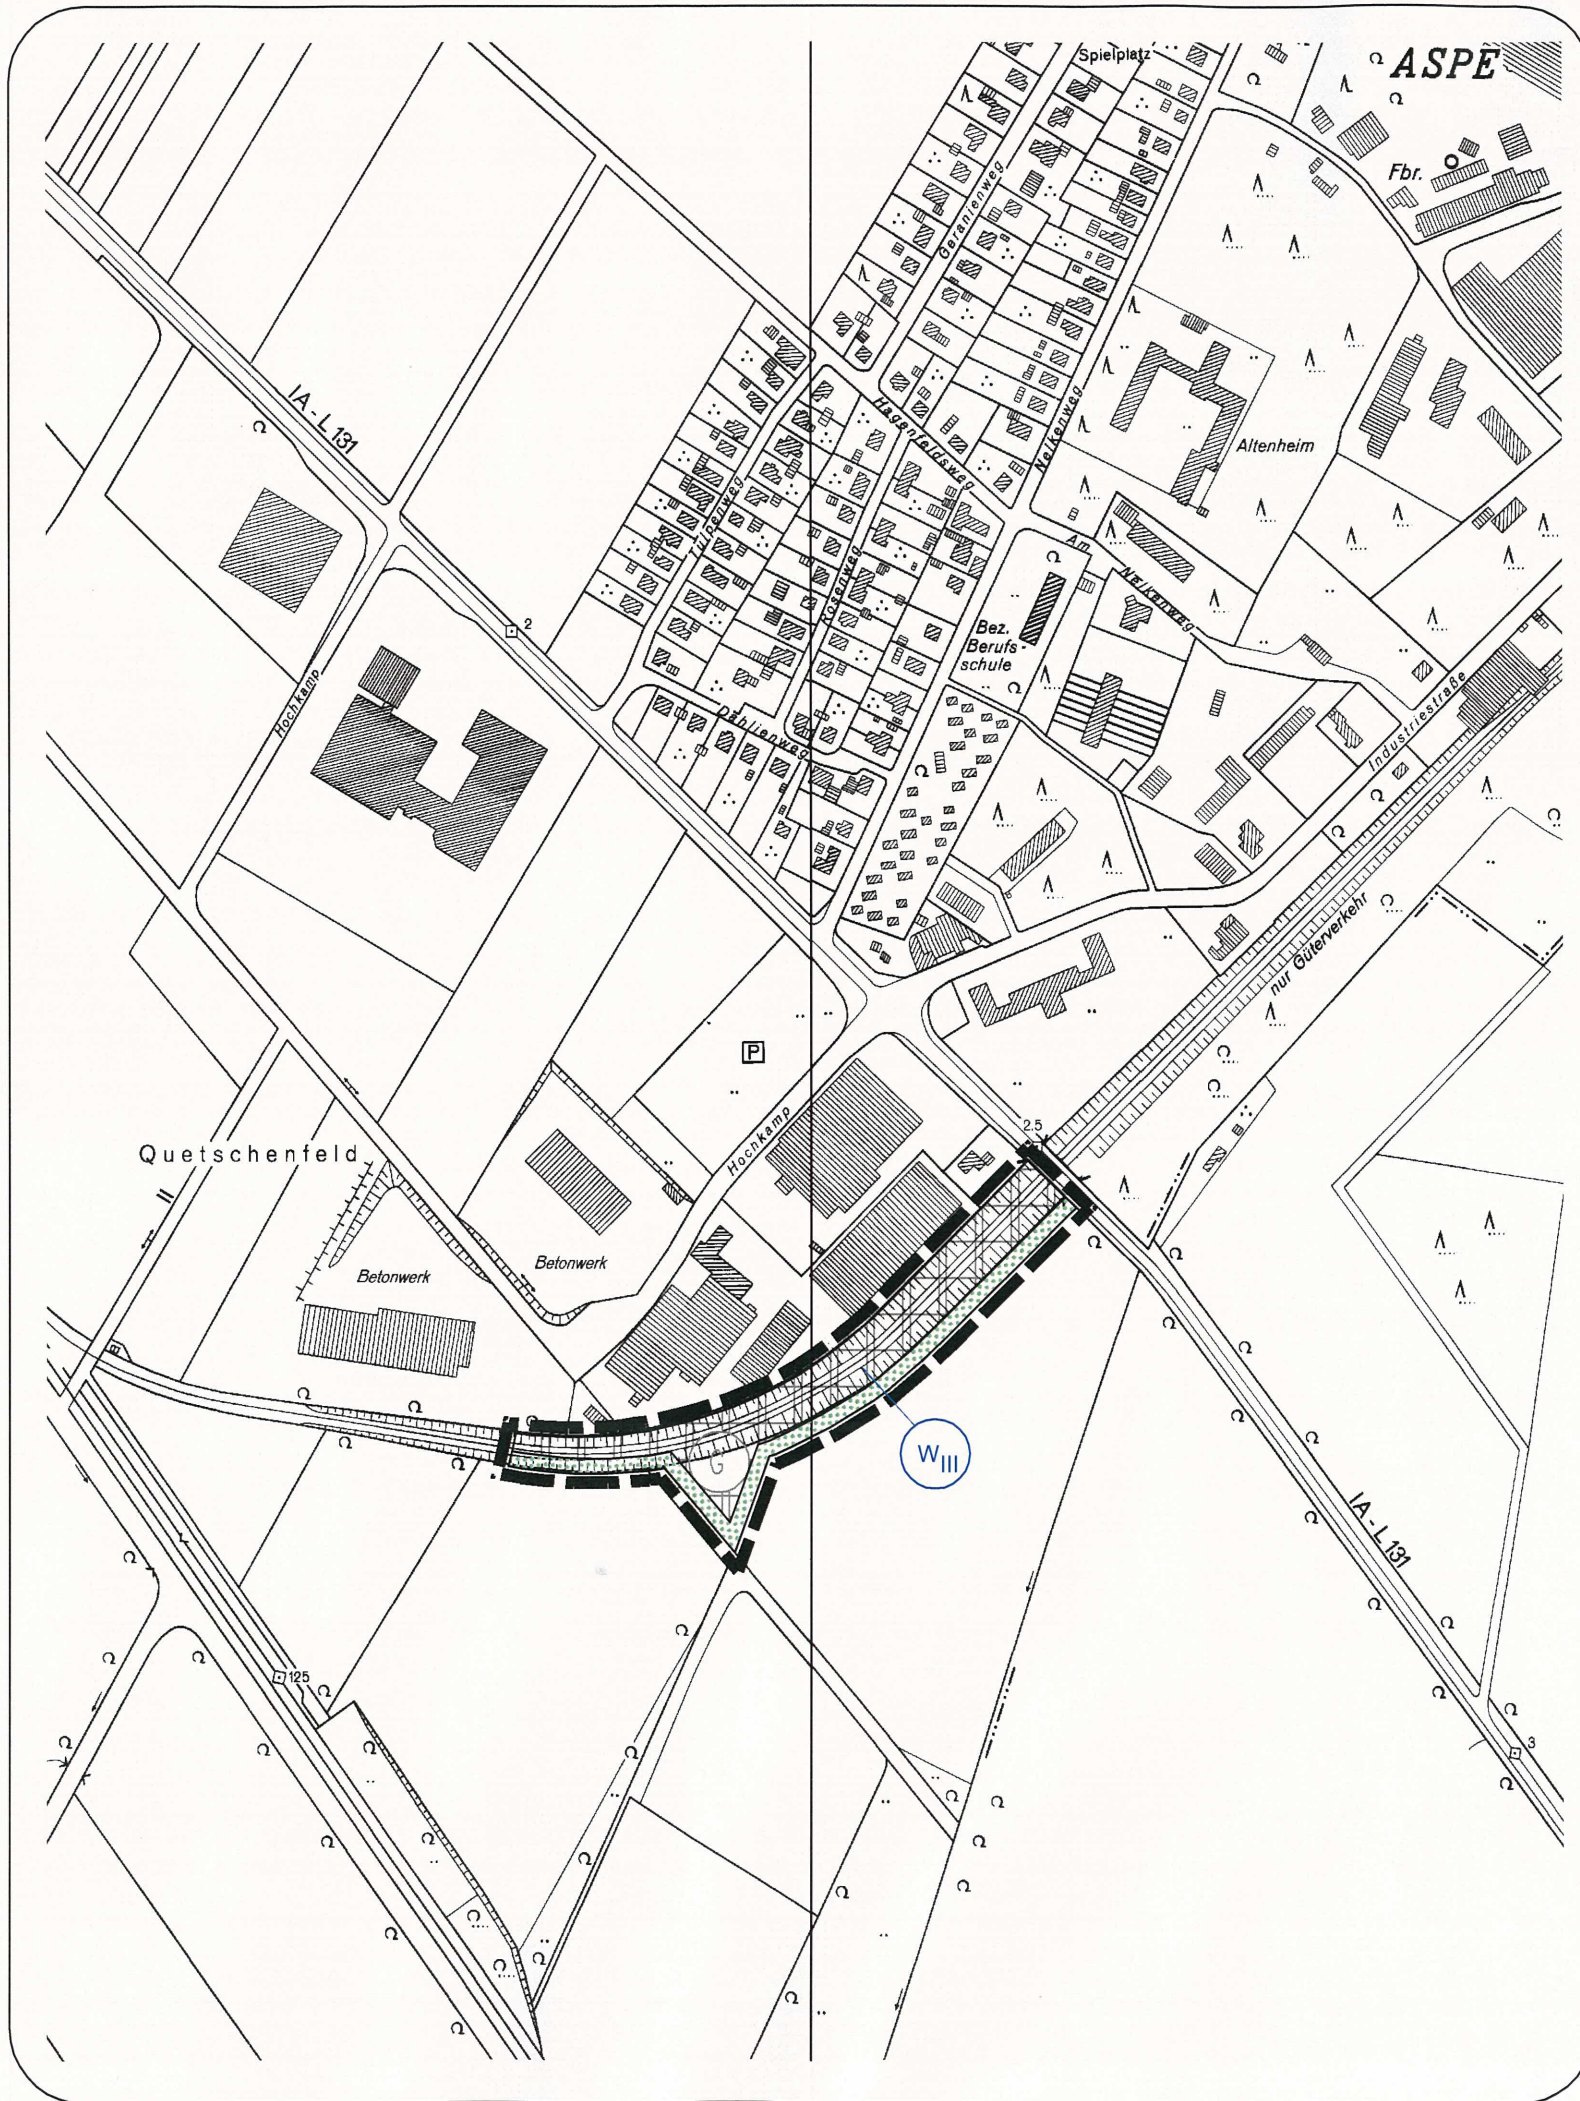 Spielplatz
ASPE
Fbr.
Geranienweg
IA - L 131
Hagenfeldsweg
Nelkenweg
Altenheim
Tulpenweg
Rosenweg
Am Nelkenweg
2
Bez.
Berufs-
schule
Hochkamp
Dahlienweg
Industriestraße
nur Güterverkehr
P
Hochkamp
2.5
Quetschenfeld
Betonwerk
Betonwerk
G
W III
IA - L 131
125
3